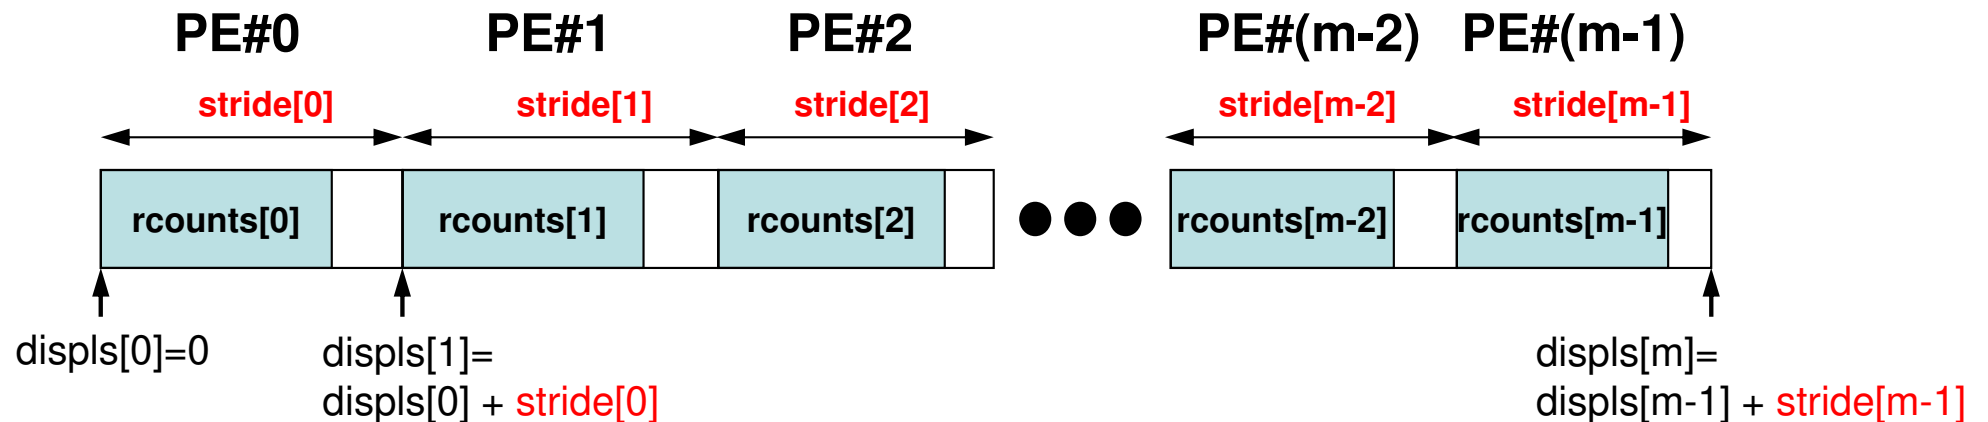 PE#0 PE#1 PE#2 PE#(m-2) PE#(m-1)
stride[0] stride[1] stride[2] stride[m-2] stride[m-1]
rcounts[0] rcounts[1] rcounts[2] rcounts[m-2] rcounts[m-1]
displs[0]=0 displs[1]= displs[m]=
displs[0] + stride[0] displs[m-1] + stride[m-1]